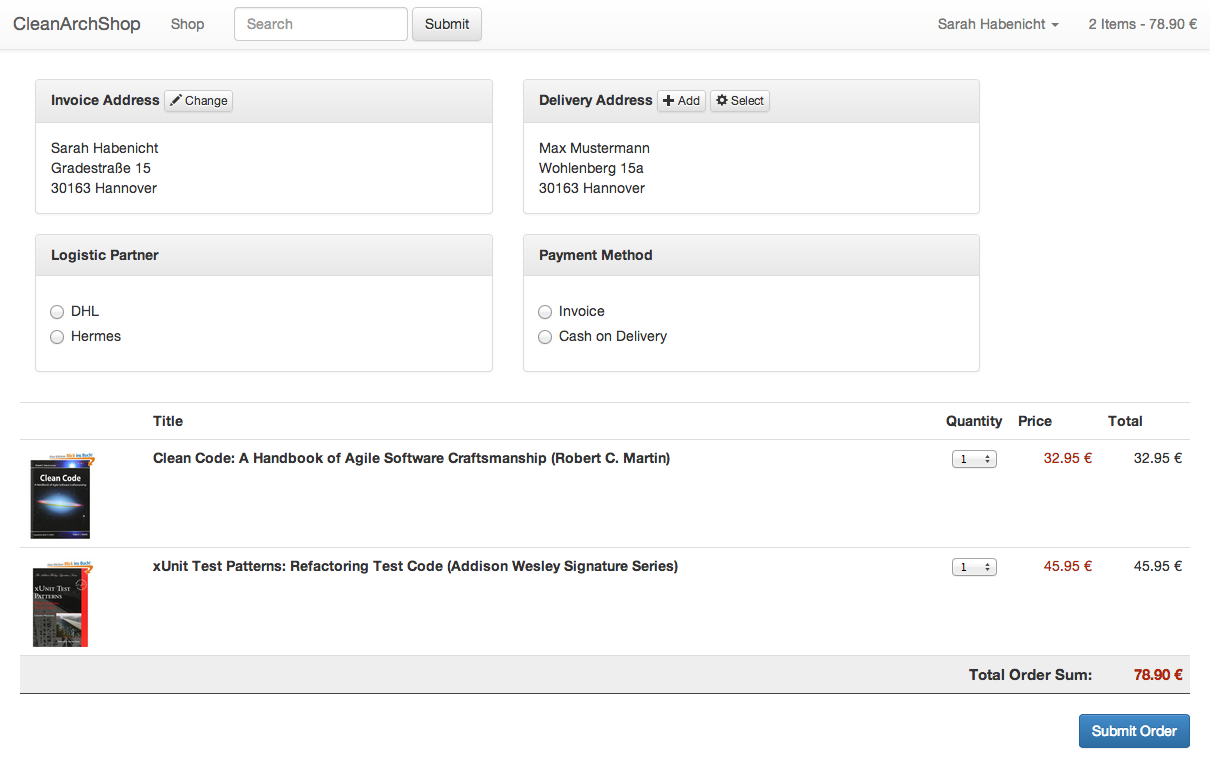 CleanArchShop Shop Search Submit Sarah Habenicht 2 Items - 78.90 €
Invoice Address Change
Sarah Habenicht
Gradestraße 15
30163 Hannover
Delivery Address Add Select
Max Mustermann
Wohlenberg 15a
30163 Hannover
Logistic Partner
DHL
Hermes
Payment Method
Invoice
Cash on Delivery
Title Quantity Price Total
Clean Code
Clean Code: A Handbook of Agile Software Craftsmanship (Robert C. Martin) 1 32.95 € 32.95 €
xUnit Test
Patterns
xUnit Test Patterns: Refactoring Test Code (Addison Wesley Signature Series) 1 45.95 € 45.95 €
Total Order Sum: 78.90 €
Submit Order